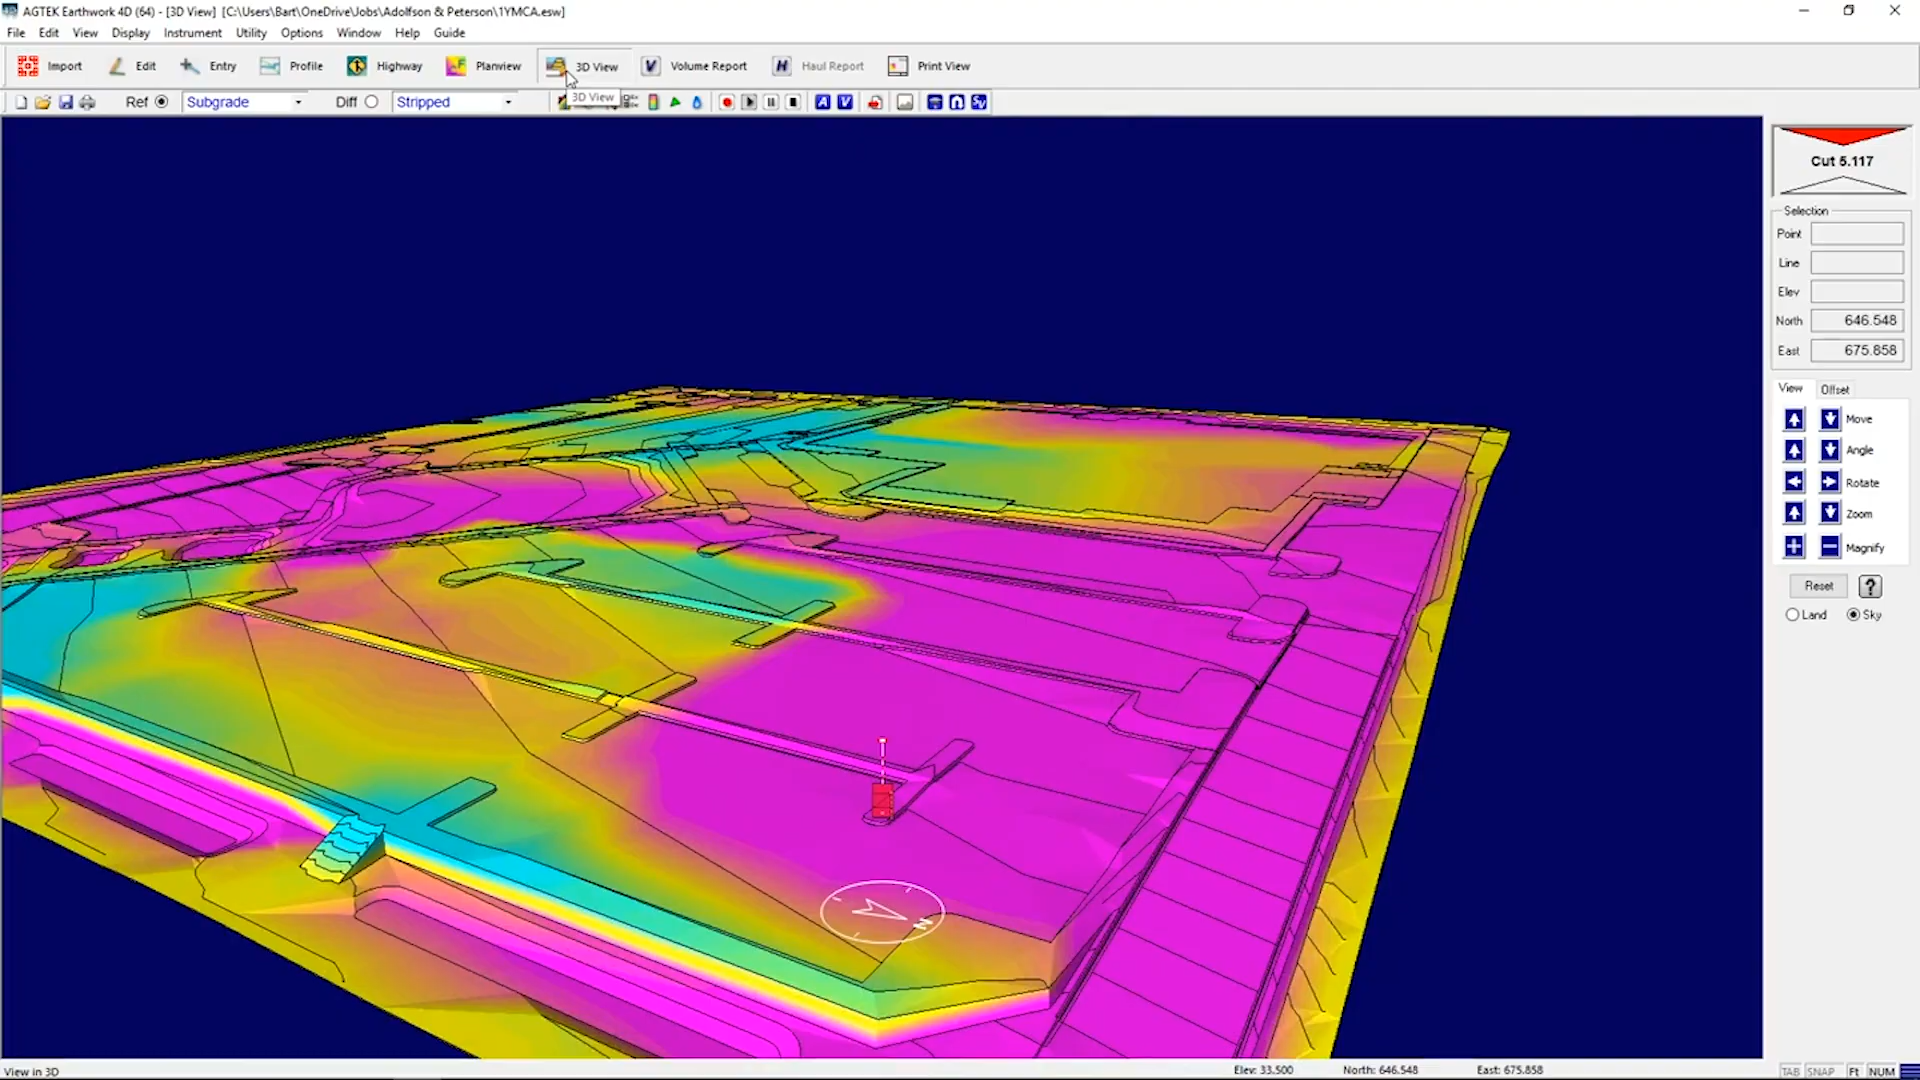 AGTEK Earthwork 4D (64) - [3D View] [C:\Users\Bart\OneDrive\Jobs\Adolfson & Peterson\1YMCA.esw]
File Edit View Display Instrument Utility Options Window Help Guide
Import Edit Entry Profile Highway Planview 3D View V Volume Report H Haul Report Print View
Ref Subgrade Diff Stripped 3D View A V Sv
Cut 5.117
Selection
Point
Line
Elev
North 646.548
East 675.858
View Offset
Move
Angle
Rotate
Zoom
Magnify
Reset ?
Land Sky
N
View in 3D Elev: 33.500 North: 646.548 East: 675.858 TAB SNAP Ft NUM